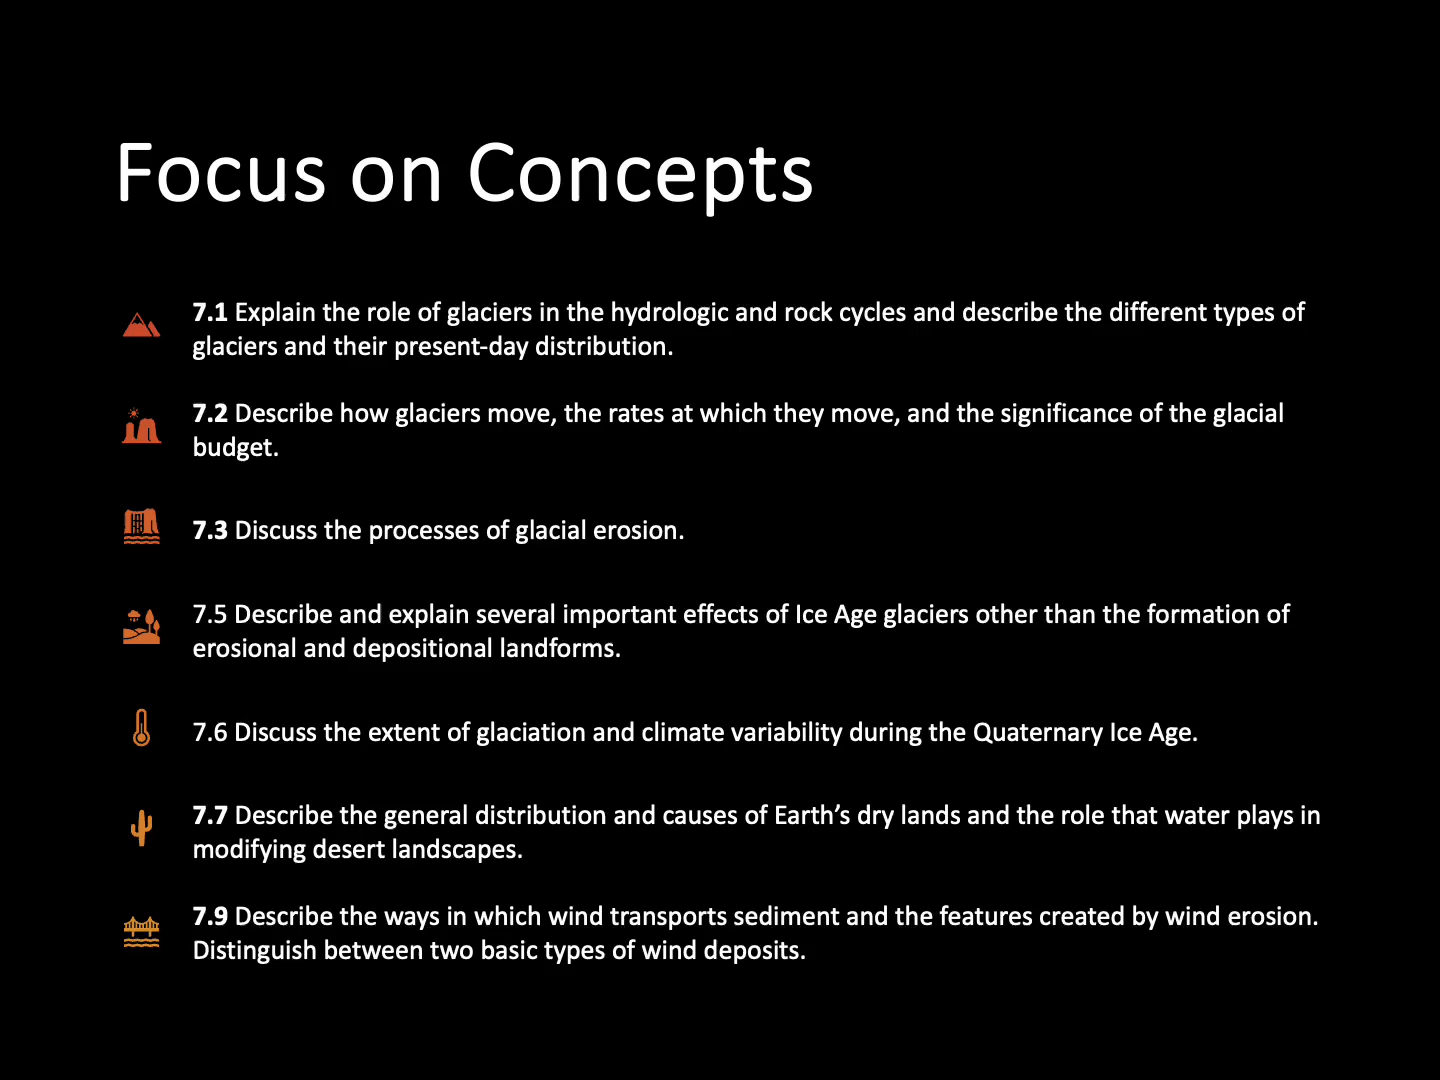 Focus on Concepts
7.1 Explain the role of glaciers in the hydrologic and rock cycles and describe the different types of
glaciers and their present-day distribution.
7.2 Describe how glaciers move, the rates at which they move, and the significance of the glacial
budget.
7.3 Discuss the processes of glacial erosion.
7.5 Describe and explain several important effects of Ice Age glaciers other than the formation of
erosional and depositional landforms.
7.6 Discuss the extent of glaciation and climate variability during the Quaternary Ice Age.
7.7 Describe the general distribution and causes of Earth’s dry lands and the role that water plays in
modifying desert landscapes.
7.9 Describe the ways in which wind transports sediment and the features created by wind erosion.
Distinguish between two basic types of wind deposits.